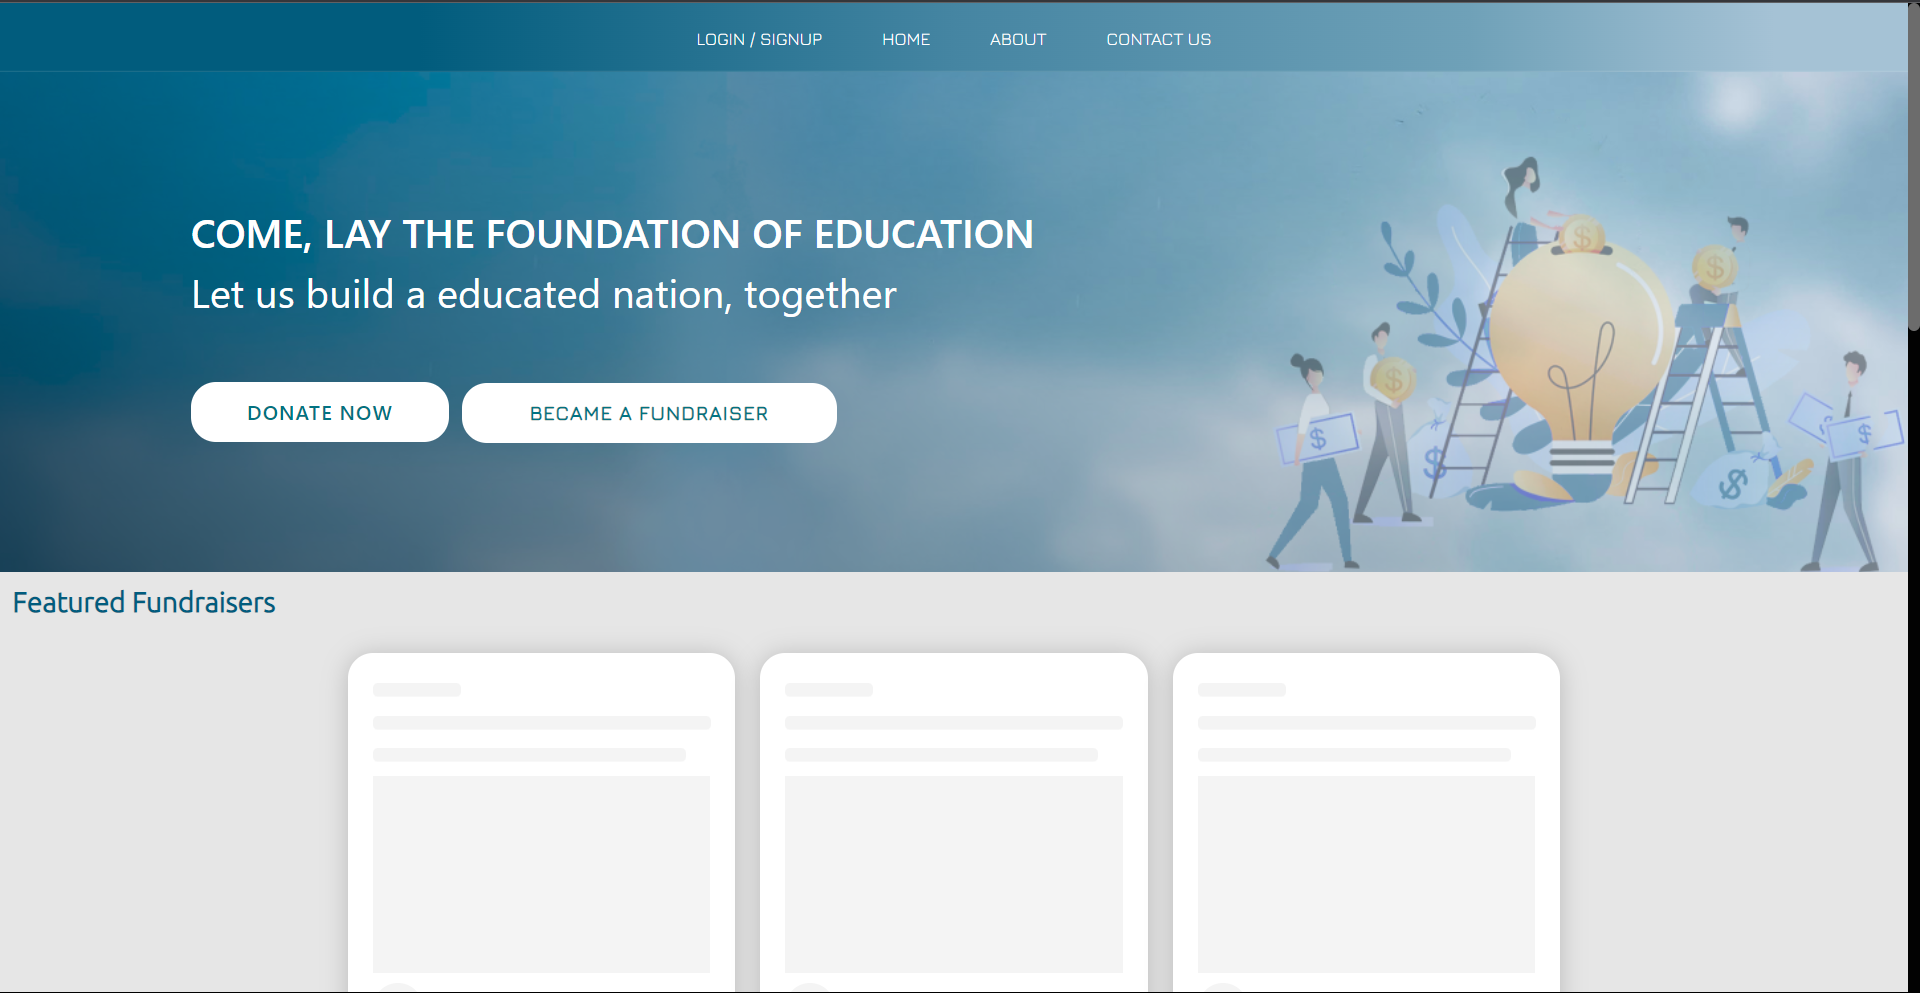 LOGIN / SIGNUP HOME ABOUT CONTACT US
COME, LAY THE FOUNDATION OF EDUCATION
Let us build a educated nation, together
DONATE NOW BECAME A FUNDRAISER
$ $ $ $ $ $ $ $ $
Featured Fundraisers